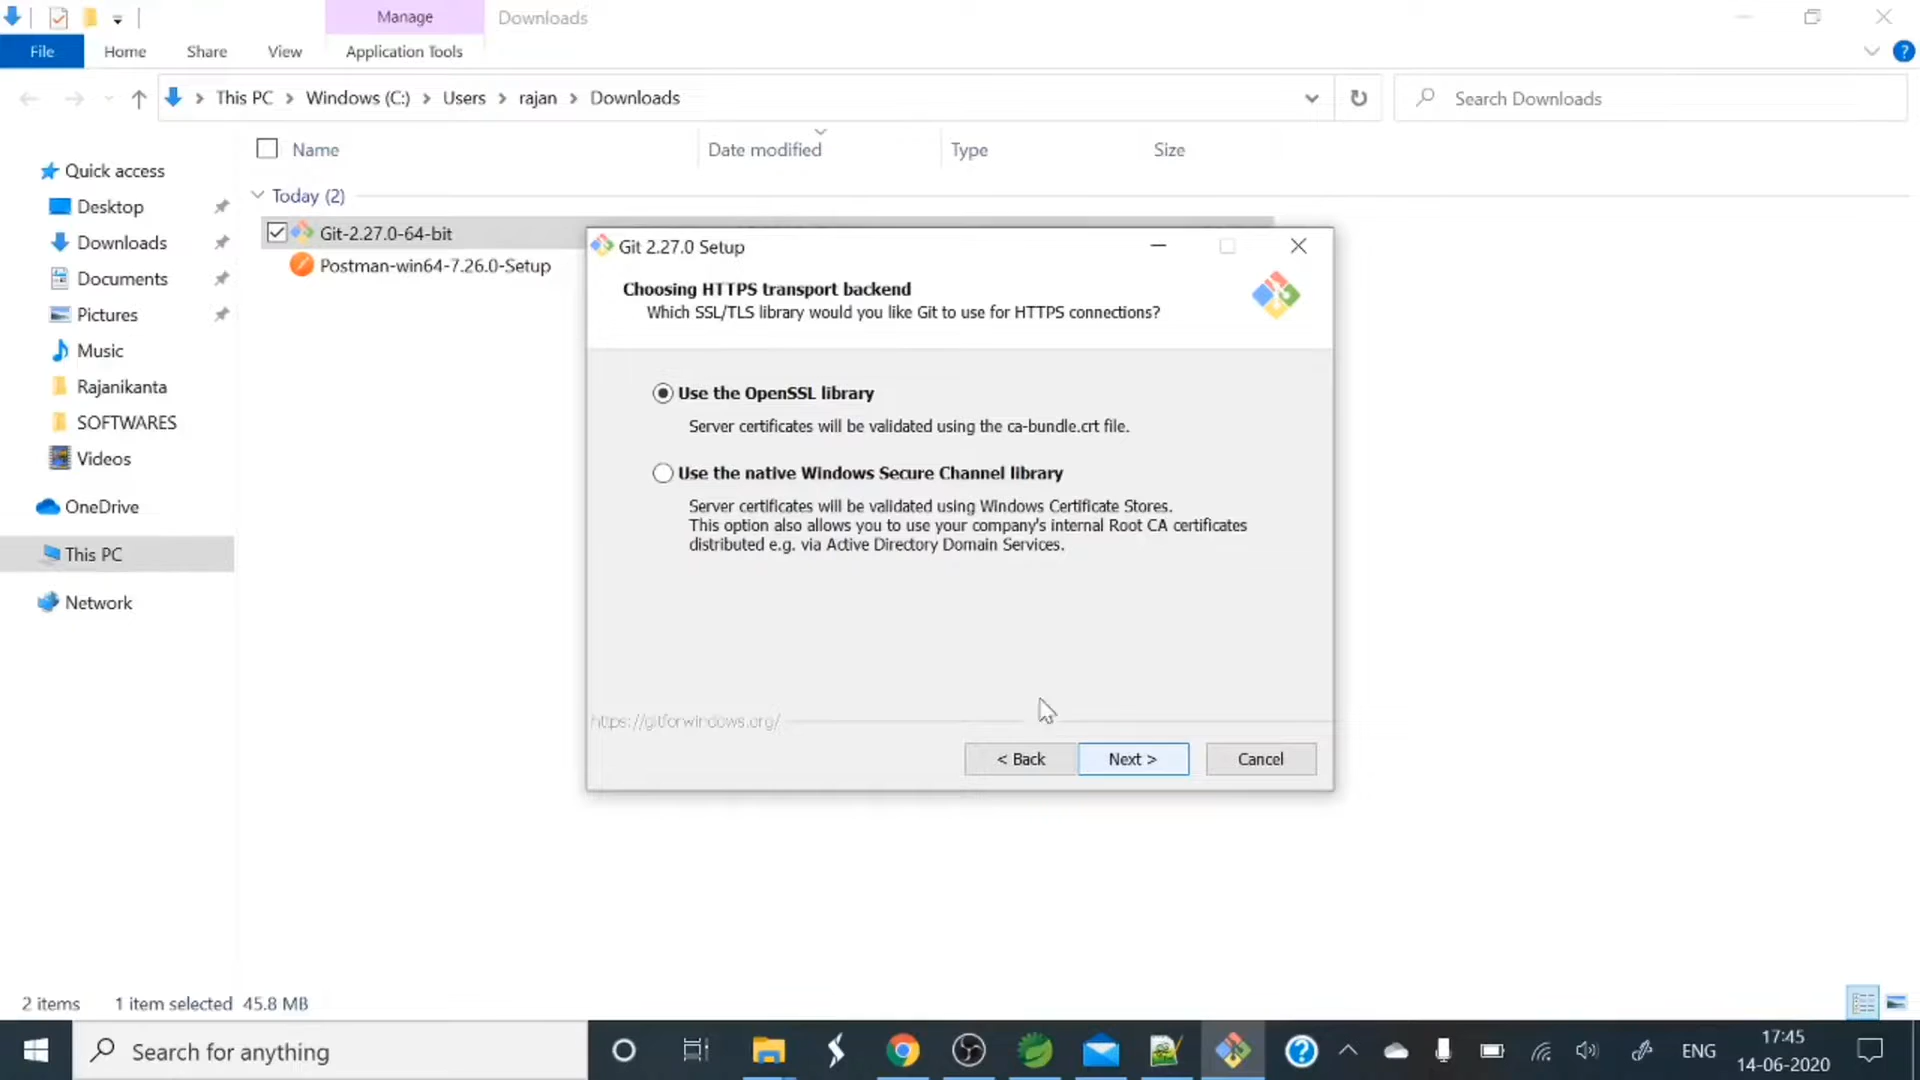 Manage
Downloads
File
Home
Share
View
Application Tools
This PC
Windows (C:)
Users
rajan
Downloads
Search Downloads
Name
Date modified
Type
Size
Quick access
Desktop
Downloads
Documents
Pictures
Music
Rajanikanta
SOFTWARES
Videos
OneDrive
This PC
Network
Today (2)
Git-2.27.0-64-bit
Postman-win64-7.26.0-Setup
Git 2.27.0 Setup
Choosing HTTPS transport backend
Which SSL/TLS library would you like Git to use for HTTPS connections?
Use the OpenSSL library
Server certificates will be validated using the ca-bundle.crt file.
Use the native Windows Secure Channel library
Server certificates will be validated using Windows Certificate Stores.
This option also allows you to use your company's internal Root CA certificates
distributed e.g. via Active Directory Domain Services.
https://gitforwindows.org/
< Back
Next >
Cancel
2 items
1 item selected 45.8 MB
Search for anything
ENG
17:45
14-06-2020